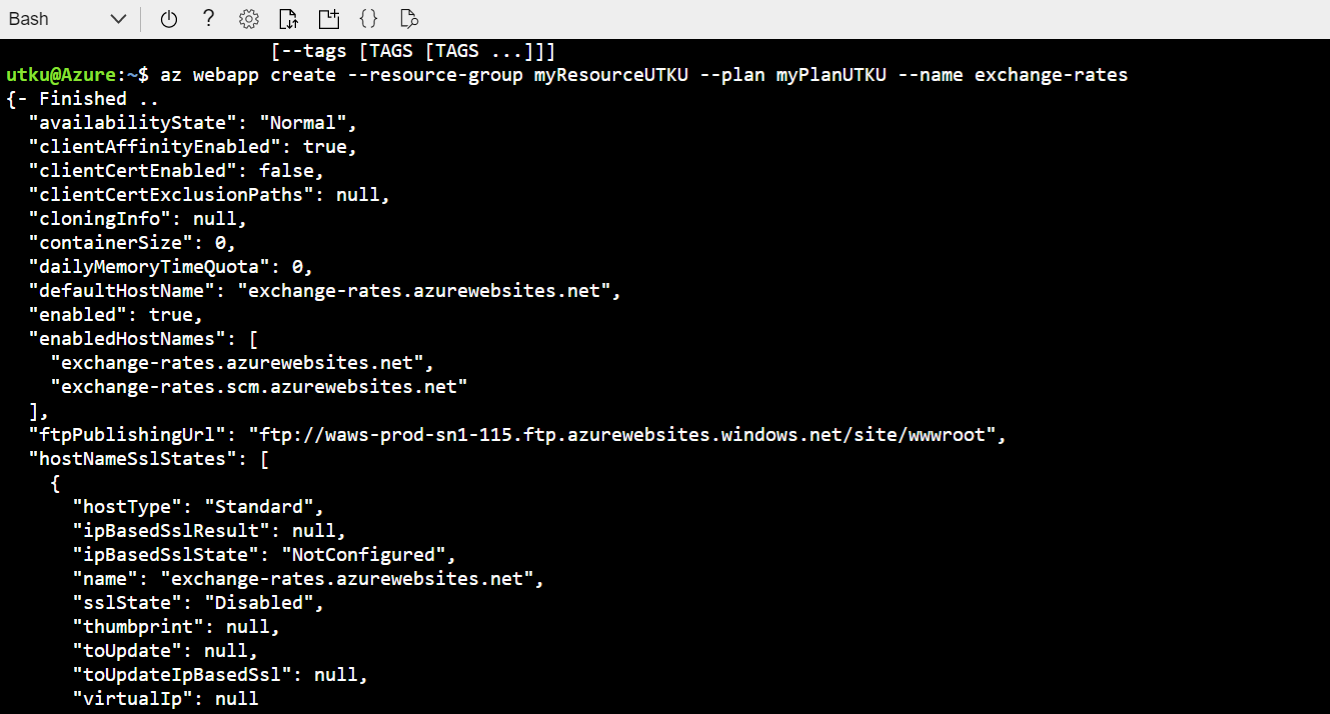 Bash
[--tags [TAGS [TAGS ...]]]
utku@Azure:~$ az webapp create --resource-group myResourceUTKU --plan myPlanUTKU --name exchange-rates
{- Finished ..
"availabilityState": "Normal",
"clientAffinityEnabled": true,
"clientCertEnabled": false,
"clientCertExclusionPaths": null,
"cloningInfo": null,
"containerSize": 0,
"dailyMemoryTimeQuota": 0,
"defaultHostName": "exchange-rates.azurewebsites.net",
"enabled": true,
"enabledHostNames": [
"exchange-rates.azurewebsites.net",
"exchange-rates.scm.azurewebsites.net"
],
"ftpPublishingUrl": "ftp://waws-prod-sn1-115.ftp.azurewebsites.windows.net/site/wwwroot",
"hostNameSslStates": [
{
"hostType": "Standard",
"ipBasedSslResult": null,
"ipBasedSslState": "NotConfigured",
"name": "exchange-rates.azurewebsites.net",
"sslState": "Disabled",
"thumbprint": null,
"toUpdate": null,
"toUpdateIpBasedSsl": null,
"virtualIp": null